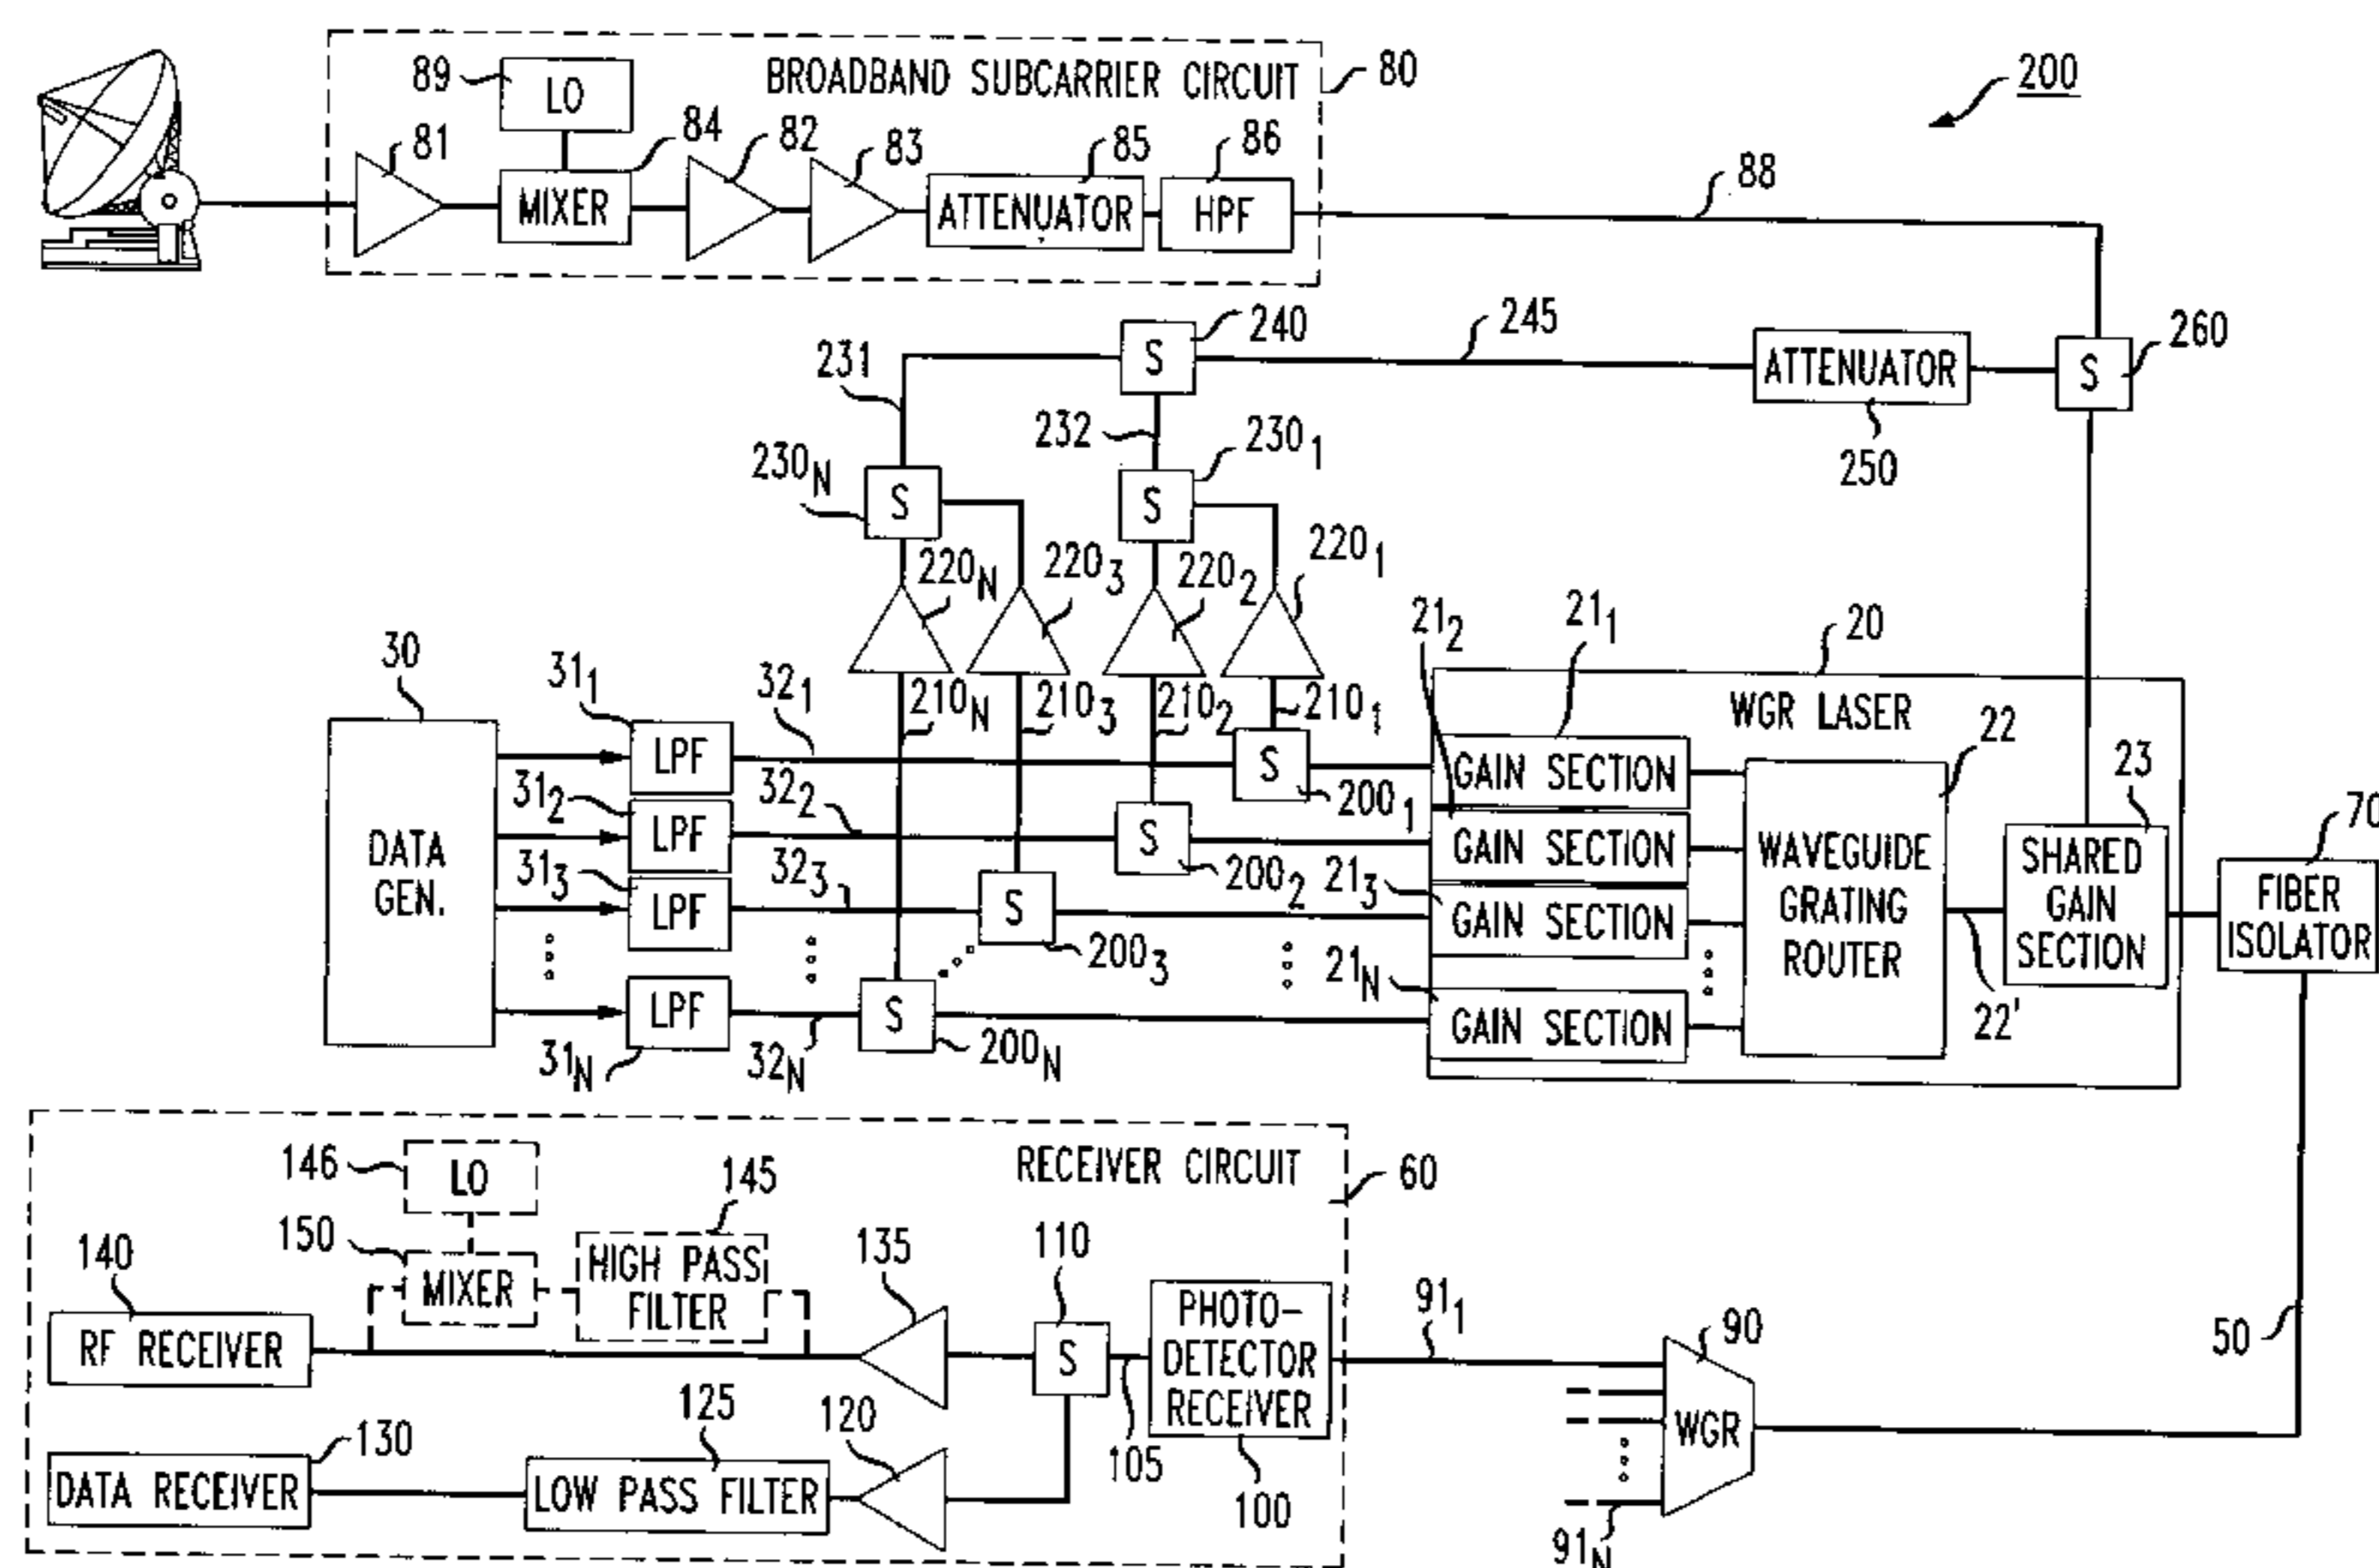 89
LO
BROADBAND SUBCARRIER CIRCUIT
80
200
81
84
82
83
85
86
88
MIXER
ATTENUATOR
HPF
240
245
260
231
S
ATTENUATOR
S
232
230₁
250
230N
S
S
220N
220₃
220₂
220₁
21₂
21₁
20
30
31₁
32₁
210N
210₃
210₂
210₁
WGR LASER
22
LPF
S
GAIN SECTION
23
31₂
32₂
200₁
70
DATA
GEN.
LPF
S
GAIN SECTION
WAVEGUIDE
GRATING
ROUTER
SHARED
GAIN
SECTION
31₃
32₃
200₂
21₃
FIBER
ISOLATOR
LPF
S
GAIN SECTION
200₃
21N
22'
LPF
S
GAIN SECTION
31N
32N
200N
RECEIVER CIRCUIT
60
146
LO
145
150
MIXER
HIGH PASS
FILTER
135
110
140
RF RECEIVER
S
PHOTO-
DETECTOR
RECEIVER
91₁
90
50
WGR
125
120
105
100
130
DATA RECEIVER
LOW PASS FILTER
91N